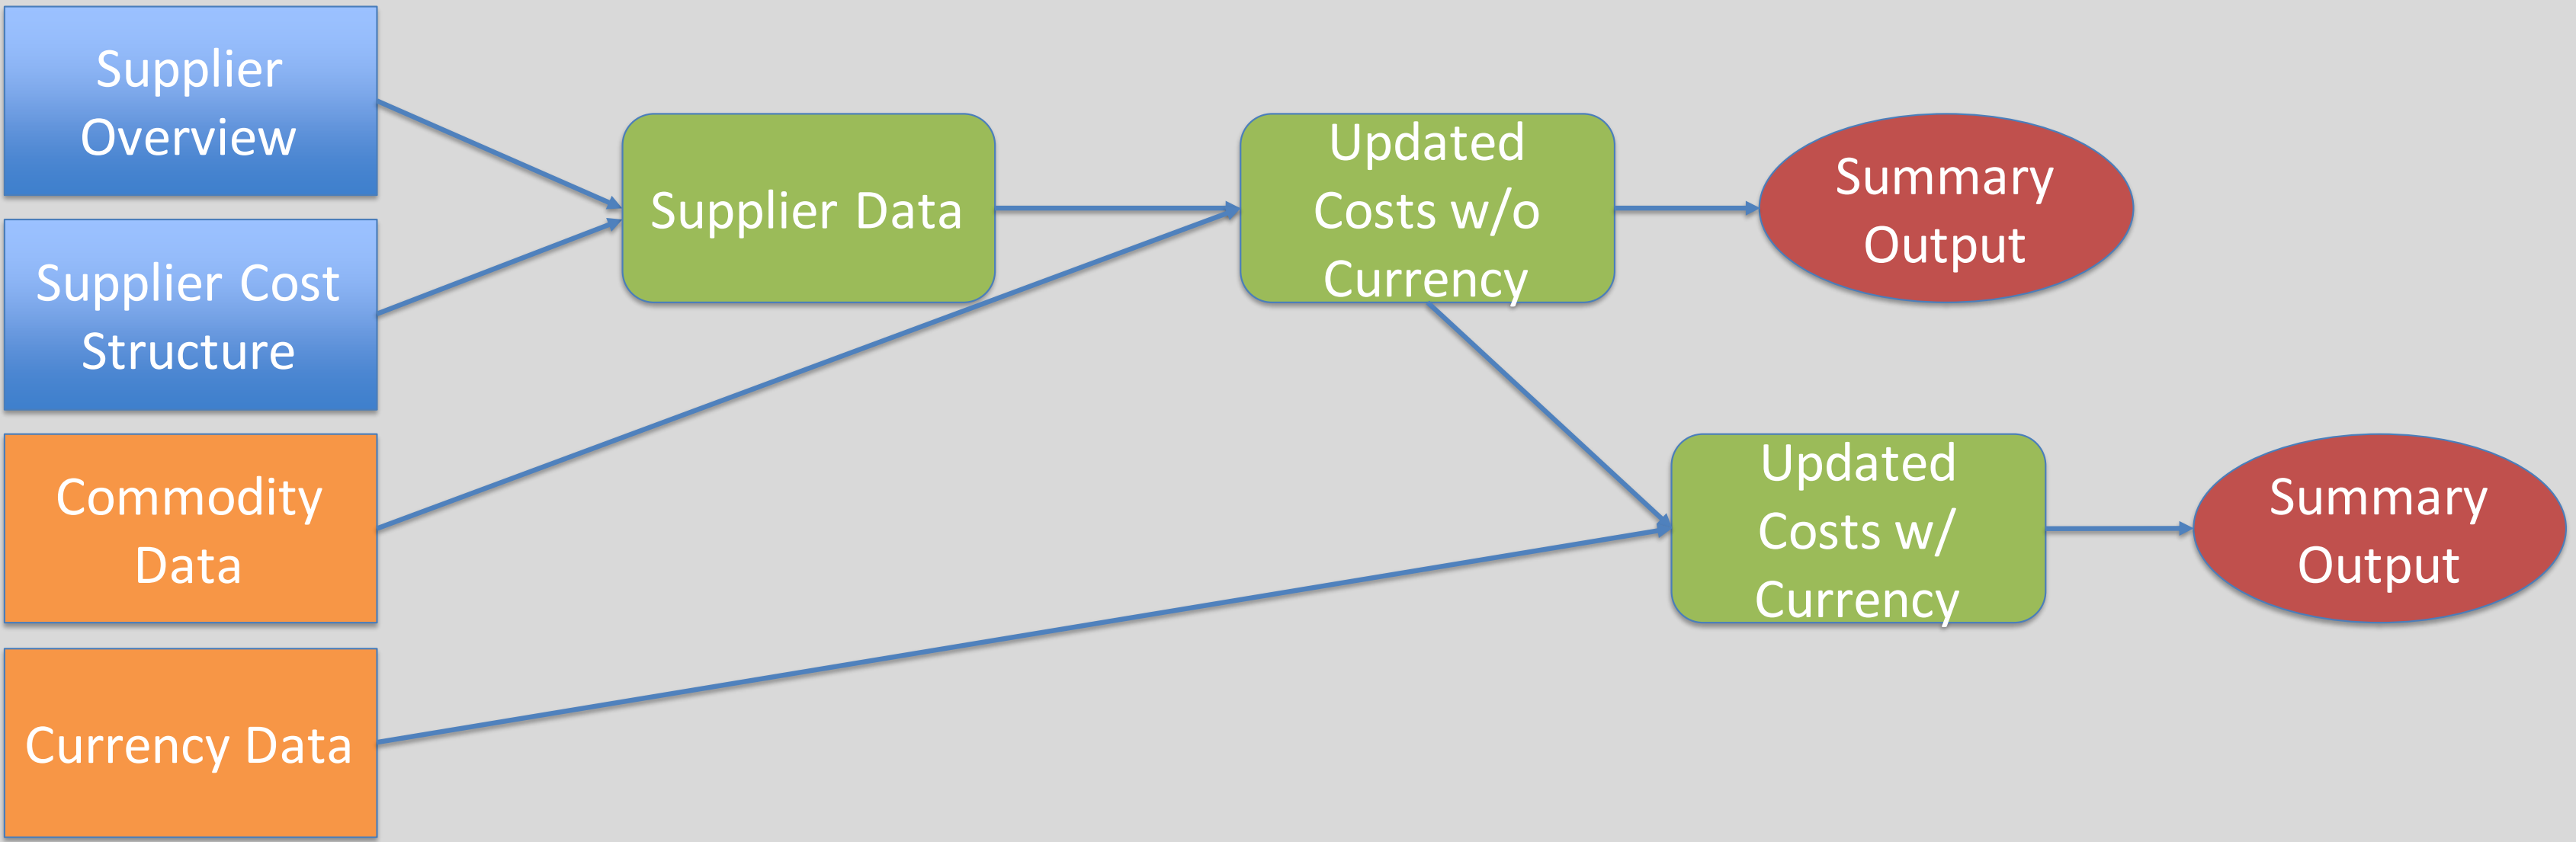 Supplier
Overview
Supplier Cost
Structure
Commodity
Data
Currency Data
Supplier Data
Updated
Costs w/o
Currency
Summary
Output
Updated
Costs w/
Currency
Summary
Output